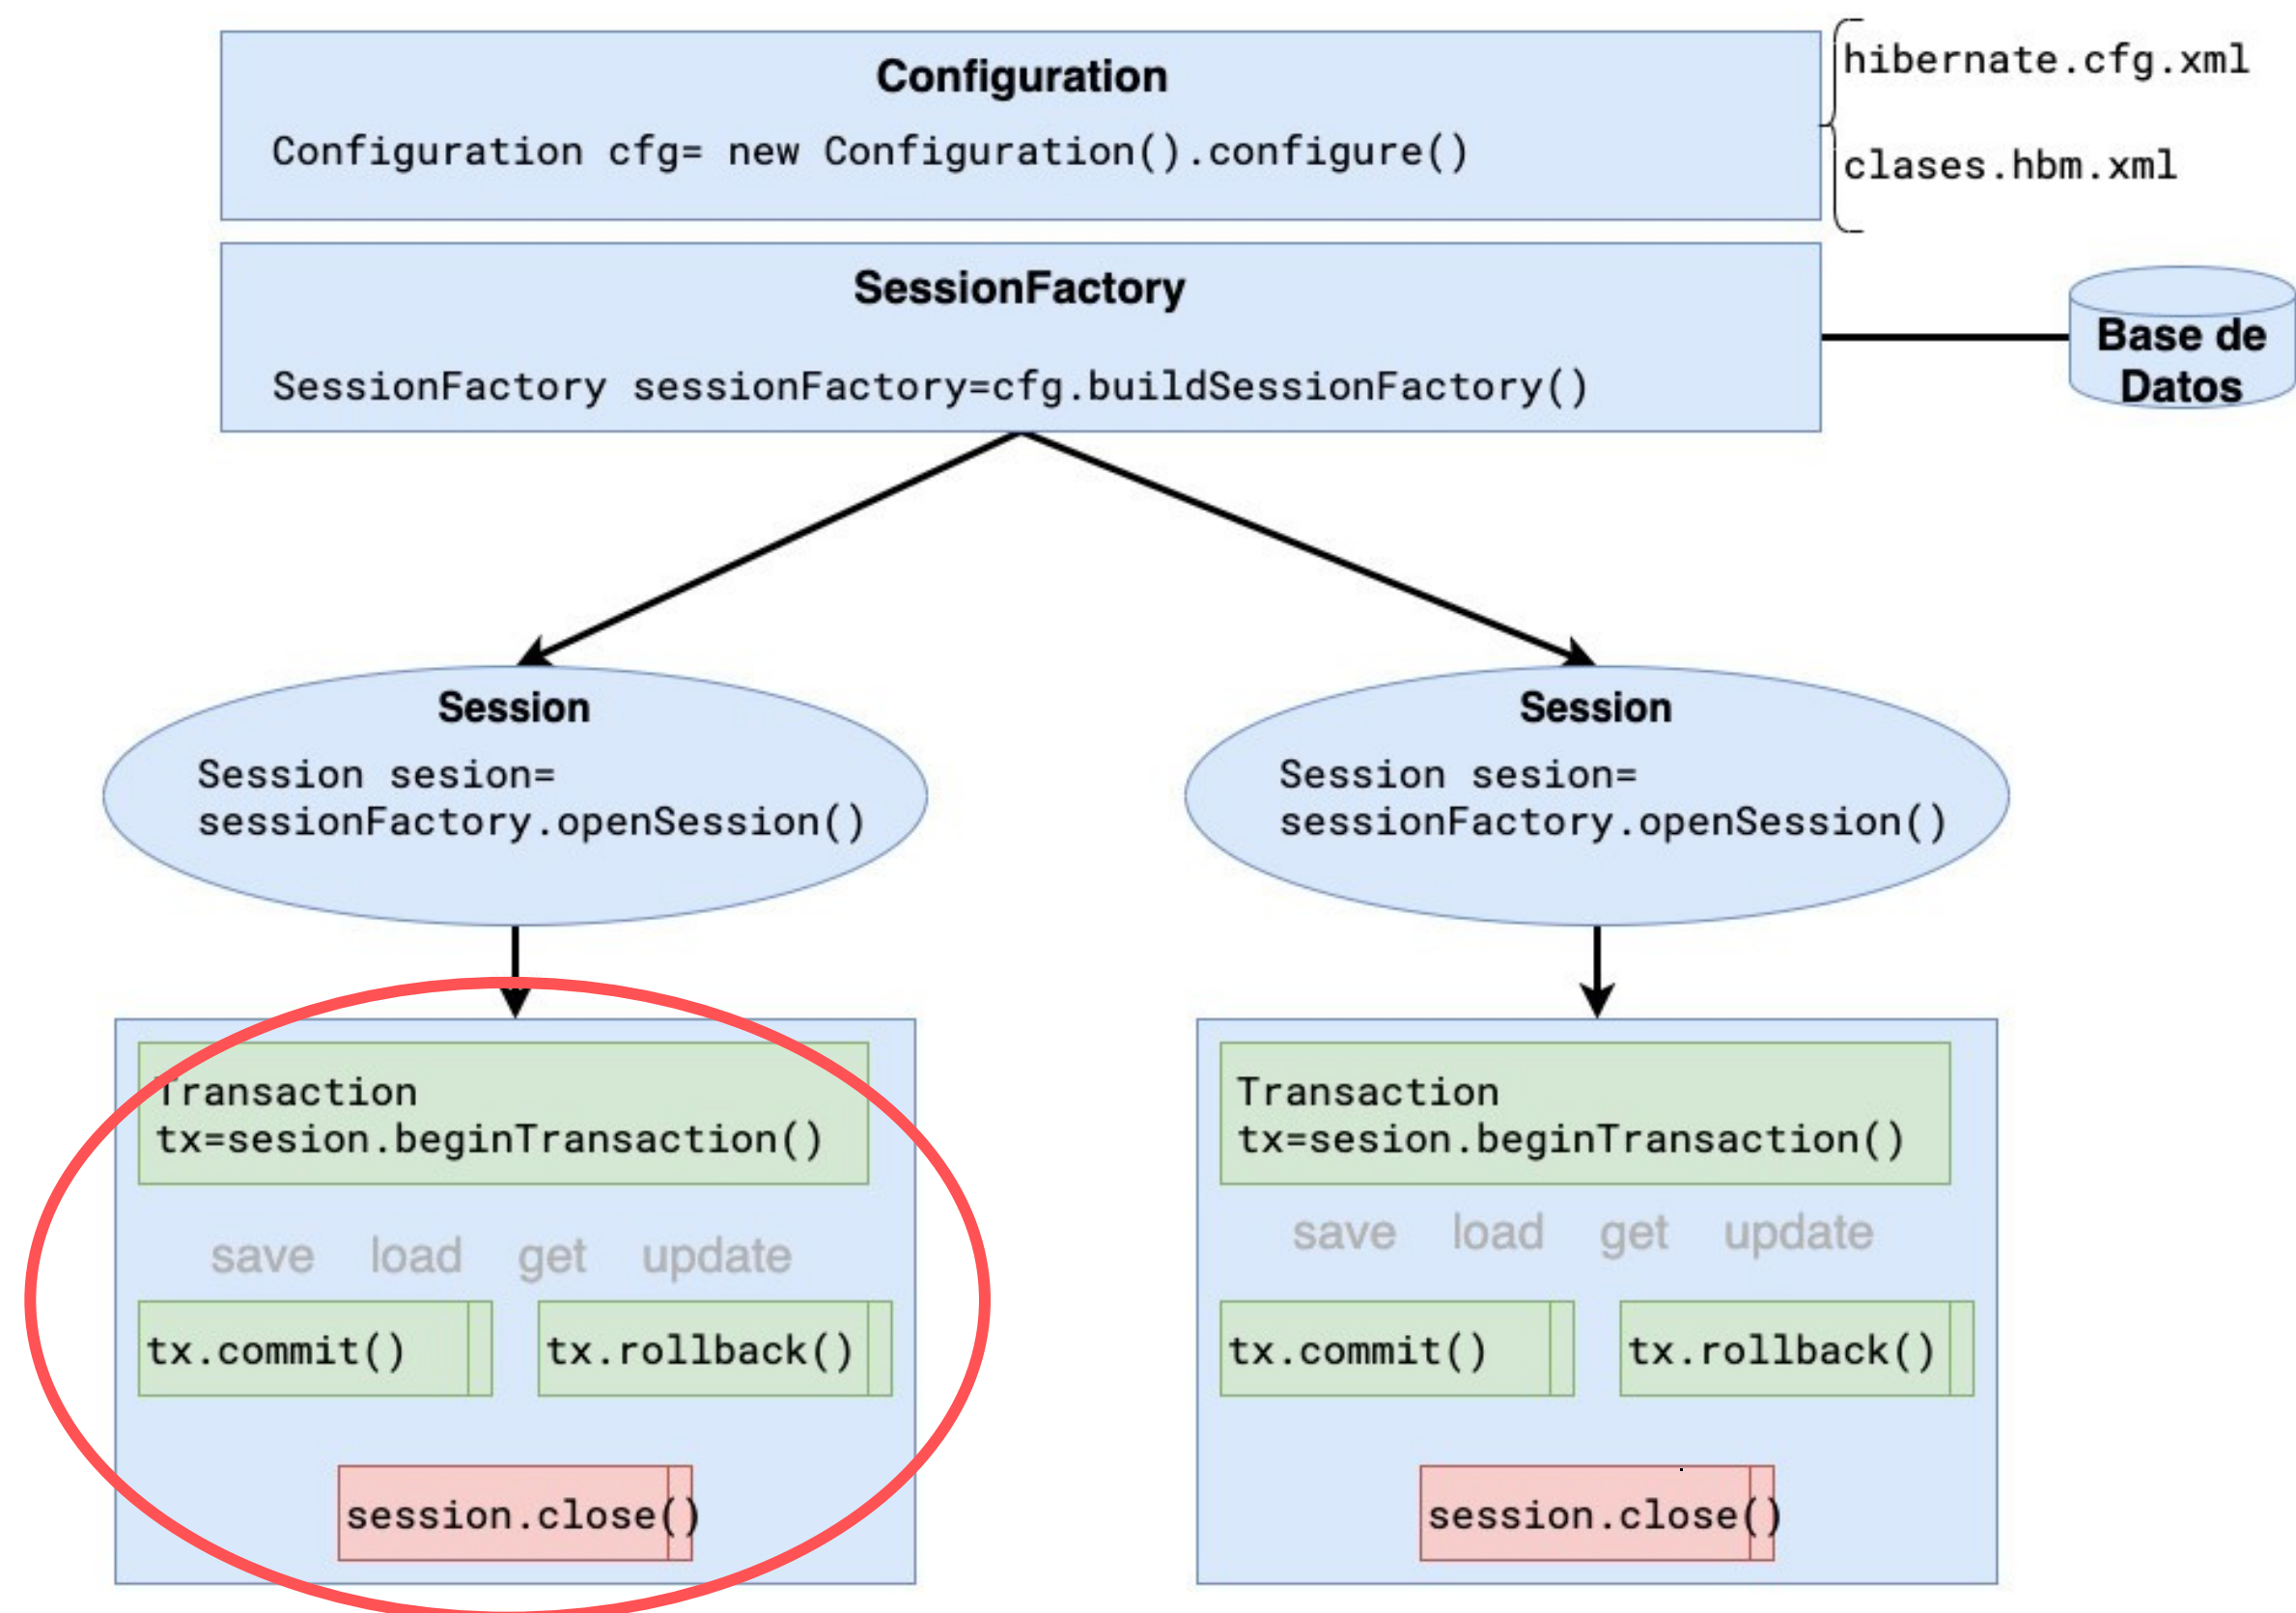 Configuration
Configuration cfg= new Configuration().configure()
hibernate.cfg.xml
clases.hbm.xml
SessionFactory
SessionFactory sessionFactory=cfg.buildSessionFactory()
Base de
Datos
Session
Session sesion=
sessionFactory.openSession()
Session
Session sesion=
sessionFactory.openSession()
Transaction
tx=sesion.beginTransaction()
save load get update
tx.commit()
tx.rollback()
session.close()
Transaction
tx=sesion.beginTransaction()
save load get update
tx.commit()
tx.rollback()
session.close()